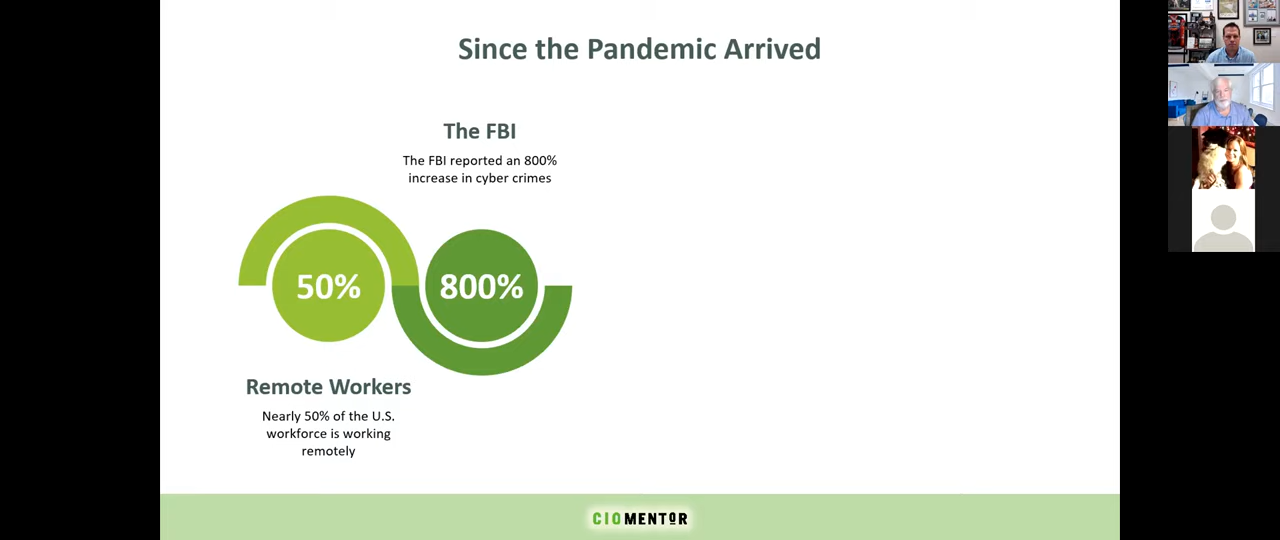 Since the Pandemic Arrived
The FBI
The FBI reported an 800%
increase in cyber crimes
50%
800%
Remote Workers
Nearly 50% of the U.S.
workforce is working
remotely
CIOMENTOR